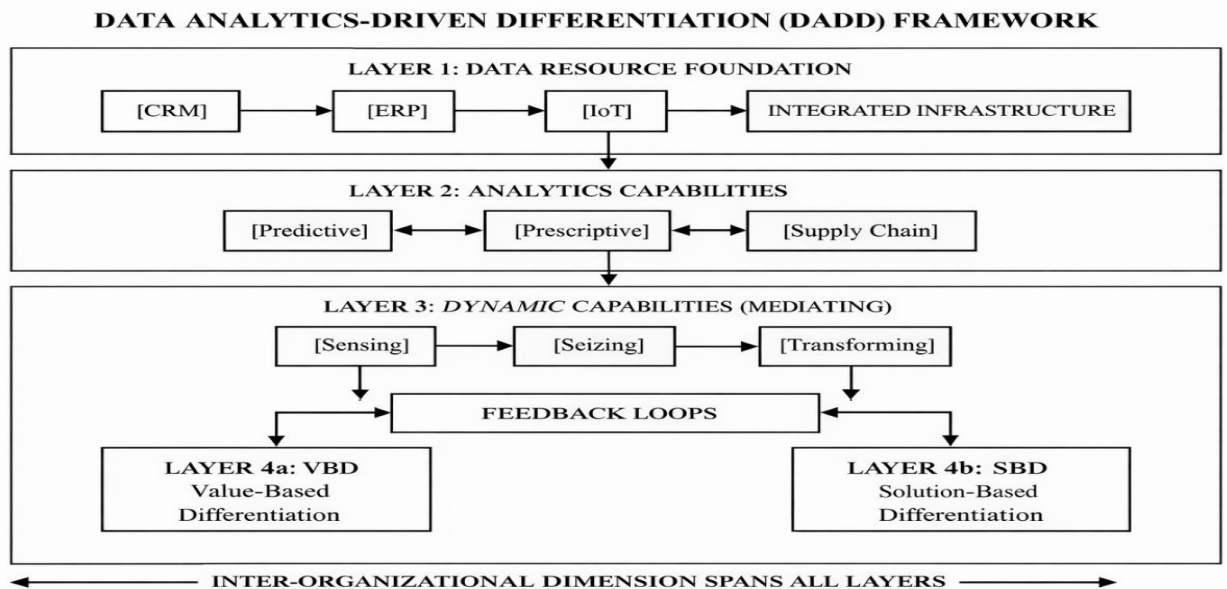 DATA ANALYTICS-DRIVEN DIFFERENTIATION (DADD) FRAMEWORK
LAYER 1: DATA RESOURCE FOUNDATION
[CRM] [ERP] [IoT] INTEGRATED INFRASTRUCTURE
LAYER 2: ANALYTICS CAPABILITIES
[Predictive] [Prescriptive] [Supply Chain]
LAYER 3: DYNAMIC CAPABILITIES (MEDIATING)
[Sensing] [Seizing] [Transforming]
FEEDBACK LOOPS
LAYER 4a: VBD
Value-Based
Differentiation
LAYER 4b: SBD
Solution-Based
Differentiation
INTER-ORGANIZATIONAL DIMENSION SPANS ALL LAYERS